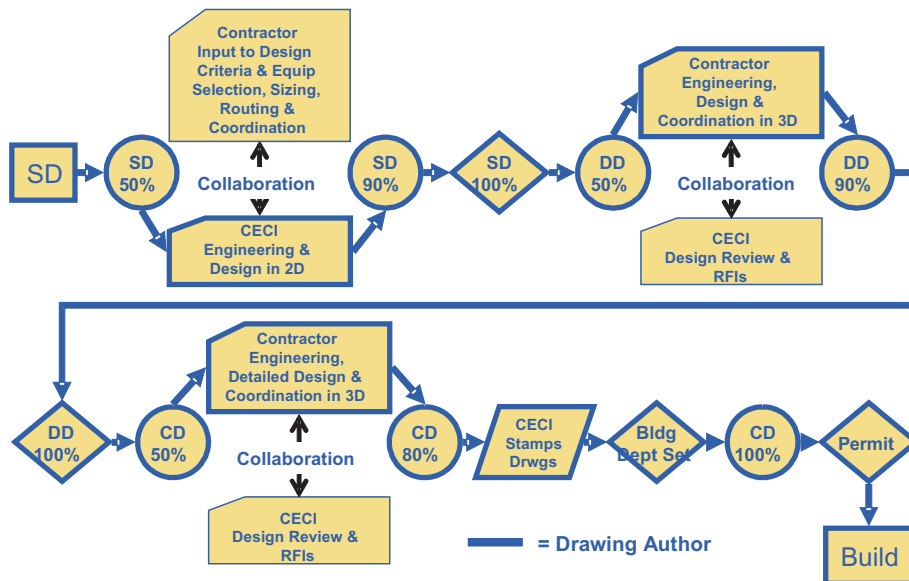 SD
SD
50%
Contractor
Input to Design
Criteria & Equip
Selection, Sizing,
Routing &
Coordination
Collaboration
CECI
Engineering &
Design in 2D
SD
90%
SD
100%
DD
50%
Contractor
Engineering,
Design &
Coordination in 3D
Collaboration
CECI
Design Review &
RFIs
DD
90%
DD
100%
CD
50%
Contractor
Engineering,
Detailed Design &
Coordination in 3D
Collaboration
CECI
Design Review &
RFIs
CD
80%
CECI
Stamps
Drwgs
Bldg
Dept Set
CD
100%
Permit
Build
= Drawing Author